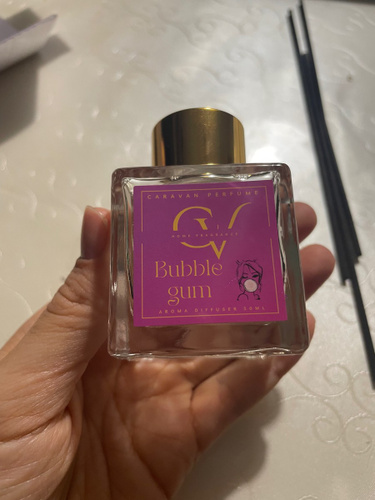 CARAVAN PERFUME
CV
HOME FRAGRANCE
Bubble
gum
AROMA DIFFUSER 50ML